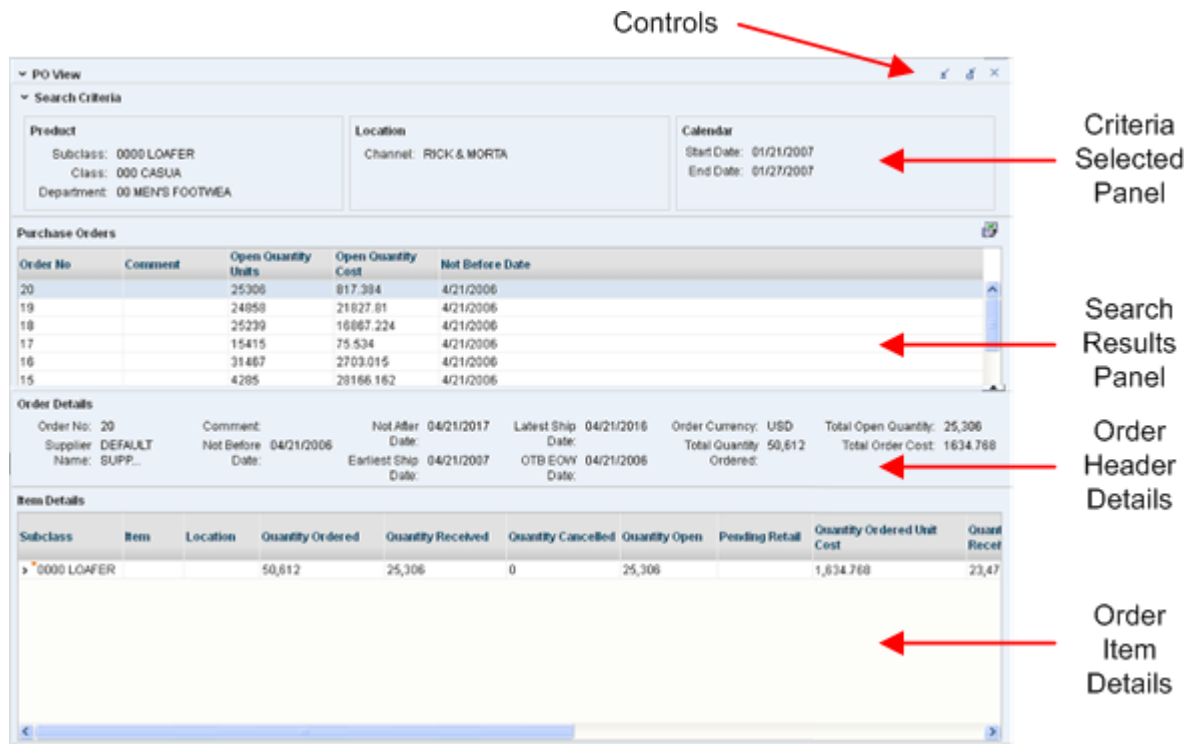 Controls
PO View
Search Criteria
Product
Subclass: 0000 LOAFER
Class: 000 CASUA
Department: 00 MEN'S FOOTWEA
Location
Channel: RICK & MORTA
Calendar
Start Date: 01/21/2007
End Date: 01/27/2007
Criteria
Selected
Panel
Purchase Orders
Order No Comment Open Quantity Units Open Quantity Cost Not Before Date
20 25306 817.384 4/21/2006
19 24858 21827.81 4/21/2006
18 25239 16867.224 4/21/2006
17 15415 75.534 4/21/2006
16 31467 2703.015 4/21/2006
15 4285 28166.162 4/21/2006
Search
Results
Panel
Order Details
Order No: 20 Comment: Not After Date: 04/21/2017 Latest Ship Date: 04/21/2016 Order Currency: USD Total Open Quantity: 25,306
Supplier Name: DEFAULT SUPP... Not Before Date: 04/21/2006 Earliest Ship Date: 04/21/2007 OTB EOW Date: 04/21/2006 Total Quantity Ordered: 50,612 Total Order Cost: 1634.768
Order
Header
Details
Item Details
Subclass Item Location Quantity Ordered Quantity Received Quantity Cancelled Quantity Open Pending Retail Quantity Ordered Unit Cost Quant Recei
0000 LOAFER 50,612 25,306 0 25,306 1,634.768 23,47
Order
Item
Details